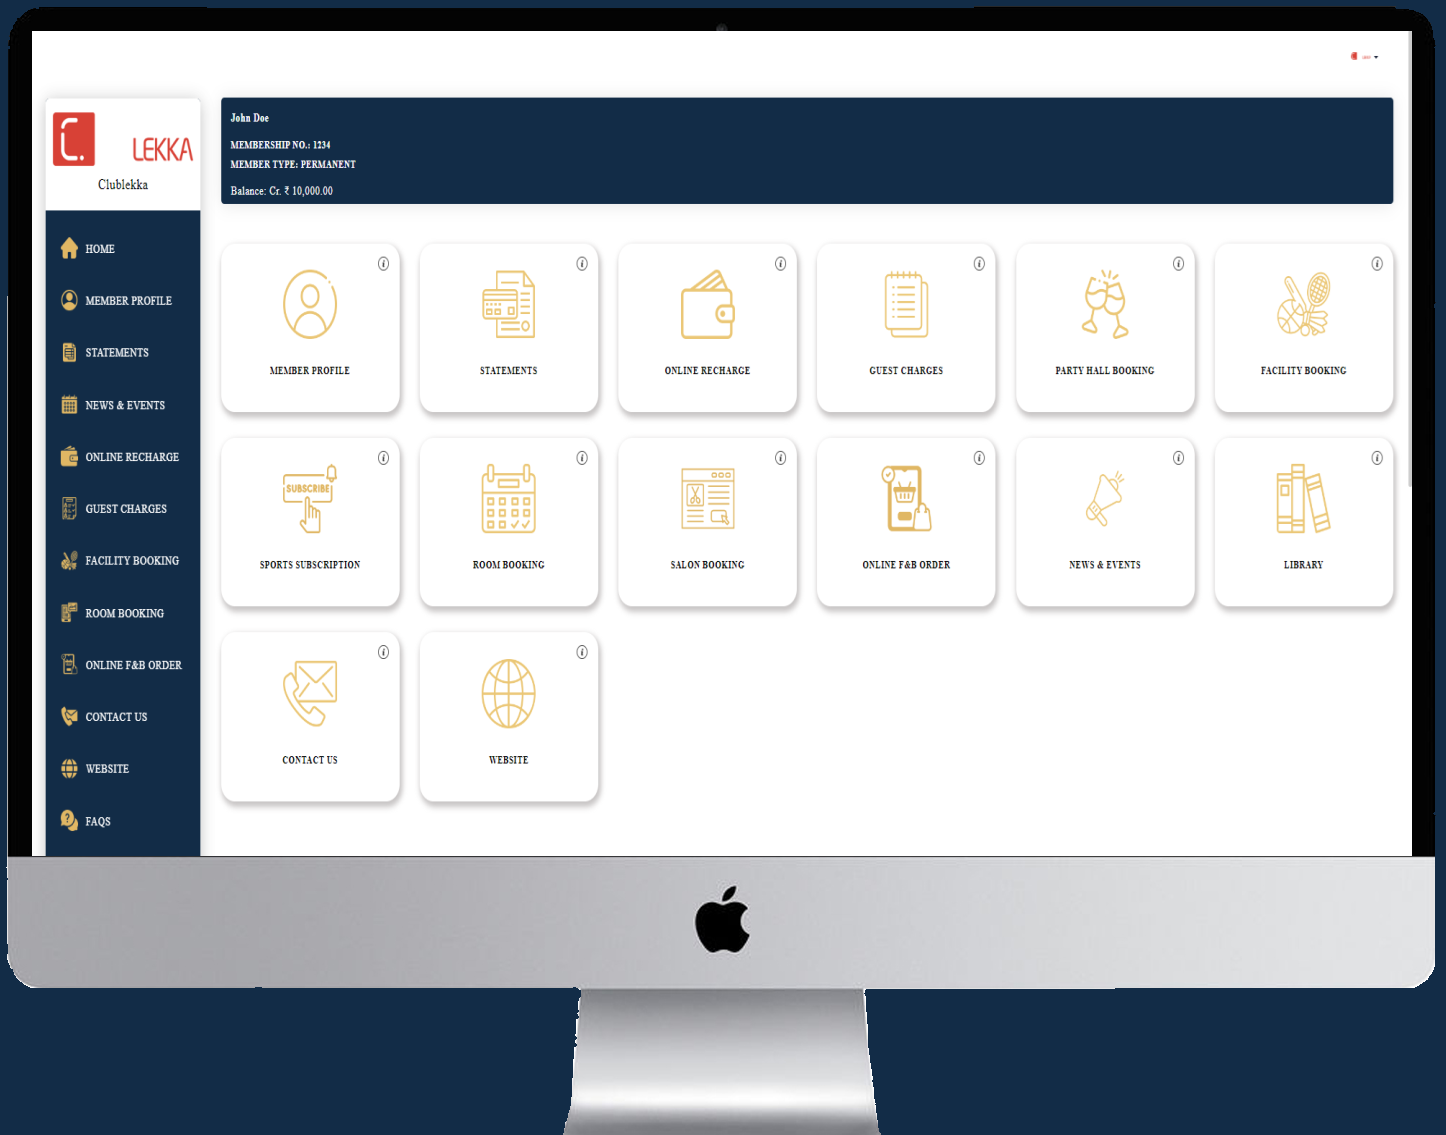 LEKKA
Clublekka
HOME
MEMBER PROFILE
STATEMENTS
NEWS & EVENTS
ONLINE RECHARGE
GUEST CHARGES
FACILITY BOOKING
ROOM BOOKING
ONLINE F&B ORDER
CONTACT US
WEBSITE
FAQS
John Doe
MEMBERSHIP NO.: 1234
MEMBER TYPE: PERMANENT
Balance: Cr. ₹ 10,000.00
MEMBER PROFILE
STATEMENTS
ONLINE RECHARGE
GUEST CHARGES
PARTY HALL BOOKING
FACILITY BOOKING
SUBSCRIBE
SPORTS SUBSCRIPTION
ROOM BOOKING
SALON BOOKING
ONLINE F&B ORDER
NEWS & EVENTS
LIBRARY
CONTACT US
WEBSITE